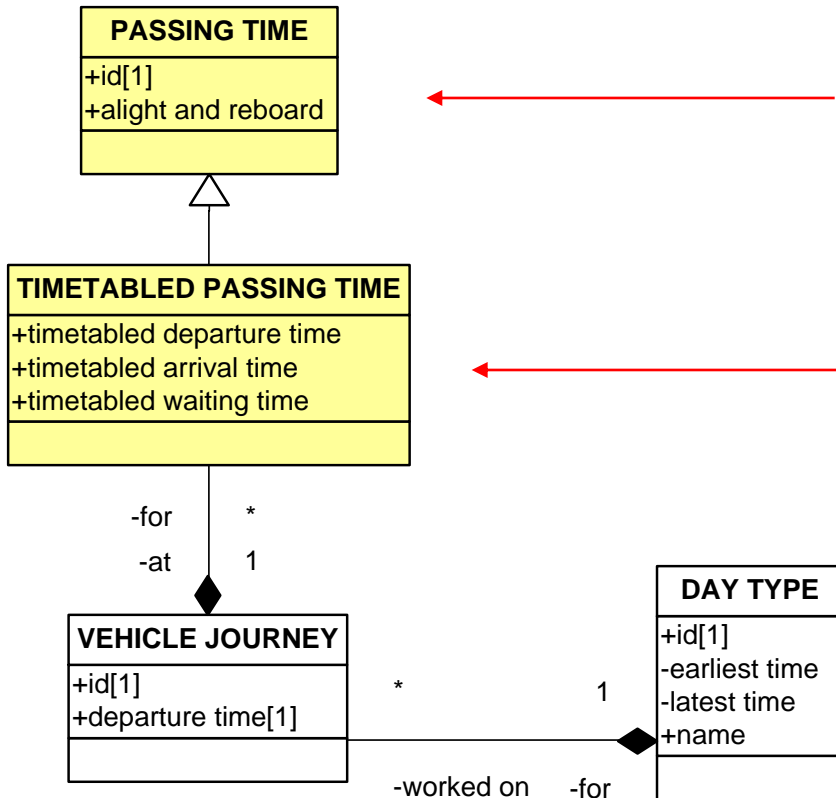 PASSING TIME
+id[1]
+alight and reboard
TIMETABLED PASSING TIME
+timetabled departure time
+timetabled arrival time
+timetabled waiting time
-for *
-at 1
VEHICLE JOURNEY
+id[1]
+departure time[1]
* 1
-worked on -for
DAY TYPE
+id[1]
-earliest time
-latest time
+name